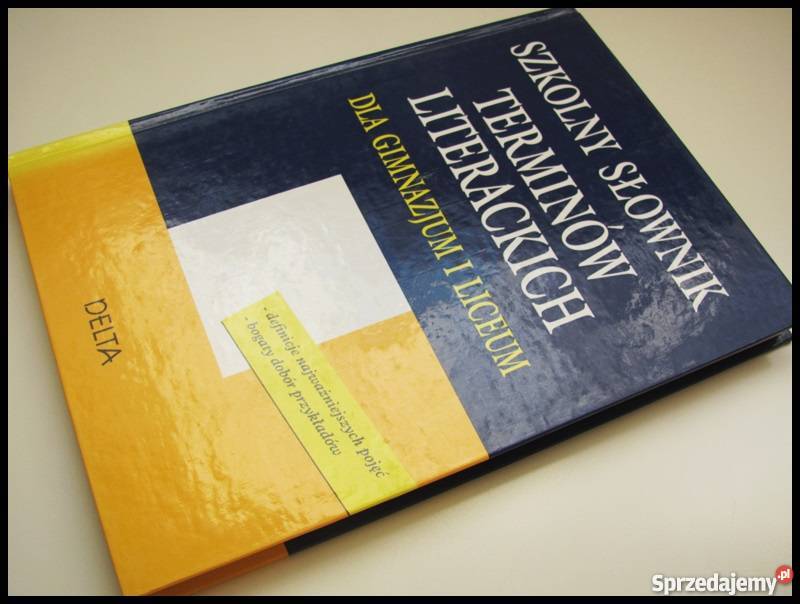 SZKOLNY SŁOWNIK
TERMINÓW
LITERACKICH
DLA GIMNAZJUM I LICEUM
- definicje najważniejszych pojęć
- bogaty dobór przykładów
DELTA
Sprzedajemy.pl